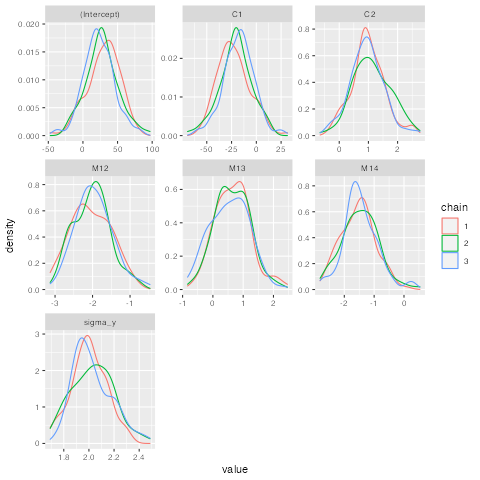 (Intercept) C1 C2
0.020 0.015 0.010 0.005 0.000
-50 0 50 100
0.02 0.01 0.00
-50 -25 0 25
0.8 0.6 0.4 0.2 0.0
0 1 2
M12 M13 M14
0.8 0.6 0.4 0.2 0.0
-3 -2 -1
0.6 0.4 0.2 0.0
-1 0 1 2
0.8 0.6 0.4 0.2 0.0
-2 -1 0
sigma_y
3 2 1 0
1.8 2.0 2.2 2.4
density
value
chain
1
2
3